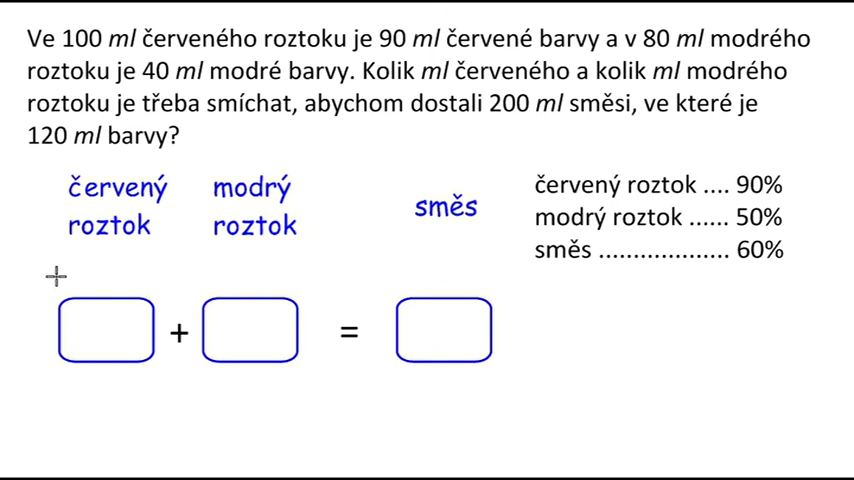 Ve 100 ml červeného roztoku je 90 ml červené barvy a v 80 ml modrého
roztoku je 40 ml modré barvy. Kolik ml červeného a kolik ml modrého
roztoku je třeba smíchat, abychom dostali 200 ml směsi, ve které je
120 ml barvy?
červený
roztok
modrý
roztok
směs
červený roztok .... 90%
modrý roztok ...... 50%
směs .................... 60%
+ =